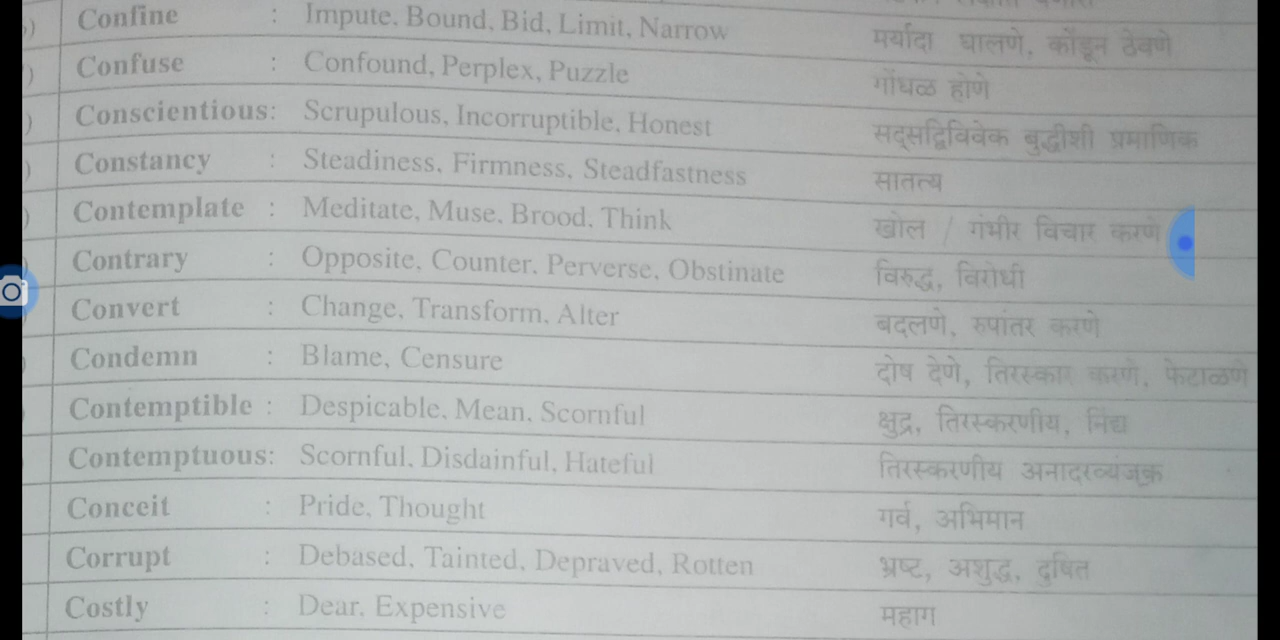 Confine : Impute, Bound, Bid, Limit, Narrow मर्यादा घालणे, कोंडून ठेवणे
Confuse : Confound, Perplex, Puzzle गोंधळ होणे
Conscientious: Scrupulous, Incorruptible, Honest सद्सद्विविवेक बुद्धीशी प्रमाणिक
Constancy : Steadiness, Firmness, Steadfastness सातत्य
Contemplate : Meditate, Muse, Brood, Think खोल / गंभीर विचार करणे
Contrary : Opposite, Counter, Perverse, Obstinate विरुद्ध, विरोधी
Convert : Change, Transform, Alter बदलणे, रुपांतर करणे
Condemn : Blame, Censure दोष देणे, तिरस्कार करणे, फेटाळणे
Contemptible : Despicable, Mean, Scornful क्षुद्र, तिरस्करणीय, निंद्य
Contemptuous: Scornful, Disdainful, Hateful तिरस्करणीय अनादरव्यंजक
Conceit : Pride, Thought गर्व, अभिमान
Corrupt : Debased, Tainted, Depraved, Rotten भ्रष्ट, अशुद्ध, दुषित
Costly : Dear, Expensive महाग